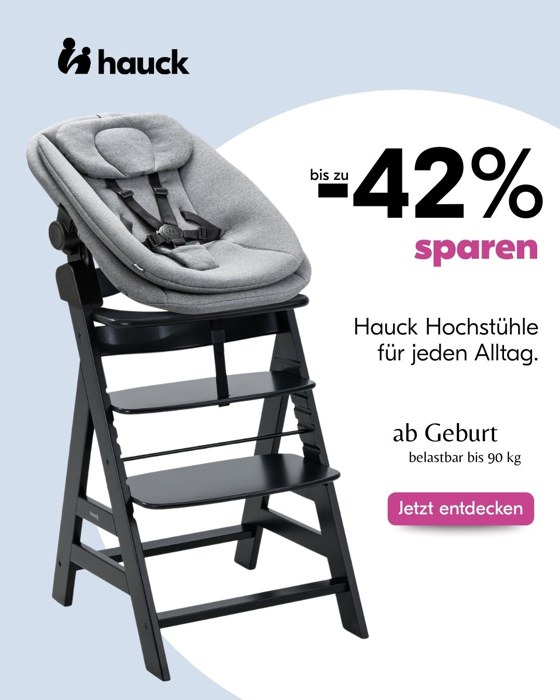 hauck
bis zu
-42%
sparen
Hauck Hochstühle
für jeden Alltag.
ab Geburt
belastbar bis 90 kg
Jetzt entdecken